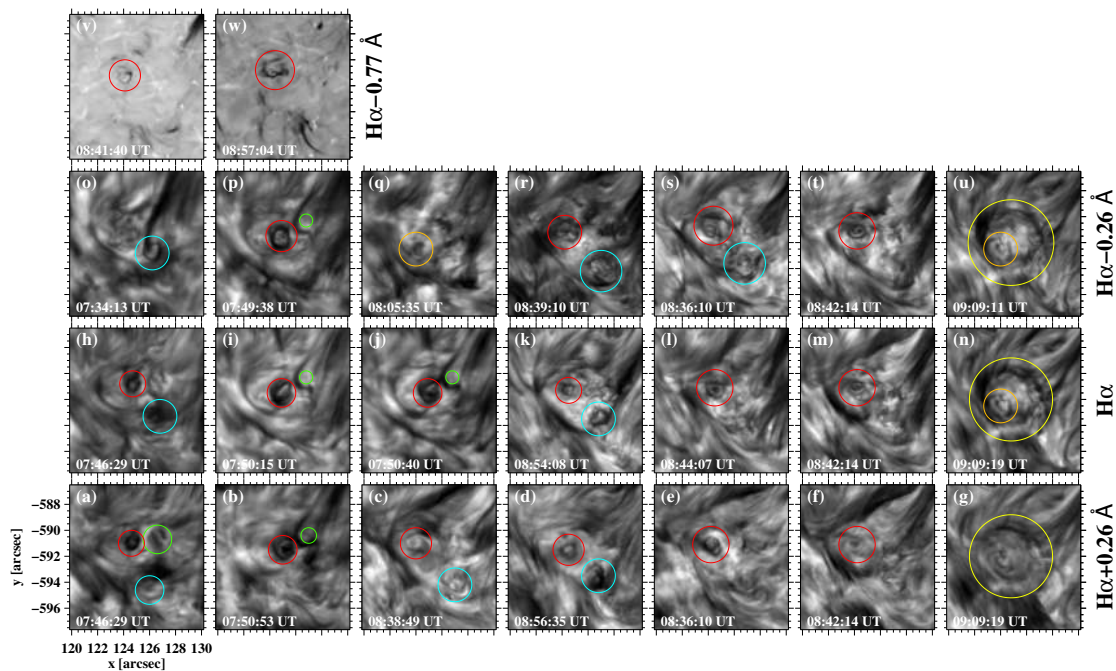 (v) (w)
08:41:40 UT 08:57:04 UT
Hα−0.77 Å
(o) (p) (q) (r) (s) (t) (u)
07:34:13 UT 07:49:38 UT 08:05:35 UT 08:39:10 UT 08:36:10 UT 08:42:14 UT 09:09:11 UT
Hα−0.26 Å
(h) (i) (j) (k) (l) (m) (n)
07:46:29 UT 07:50:15 UT 07:50:40 UT 08:54:08 UT 08:44:07 UT 08:42:14 UT 09:09:19 UT
Hα
(a) (b) (c) (d) (e) (f) (g)
07:46:29 UT 07:50:53 UT 08:38:49 UT 08:56:35 UT 08:36:10 UT 08:42:14 UT 09:09:19 UT
Hα+0.26 Å
−588
−590
−592
−594
−596
y [arcsec]
120 122 124 126 128 130
x [arcsec]